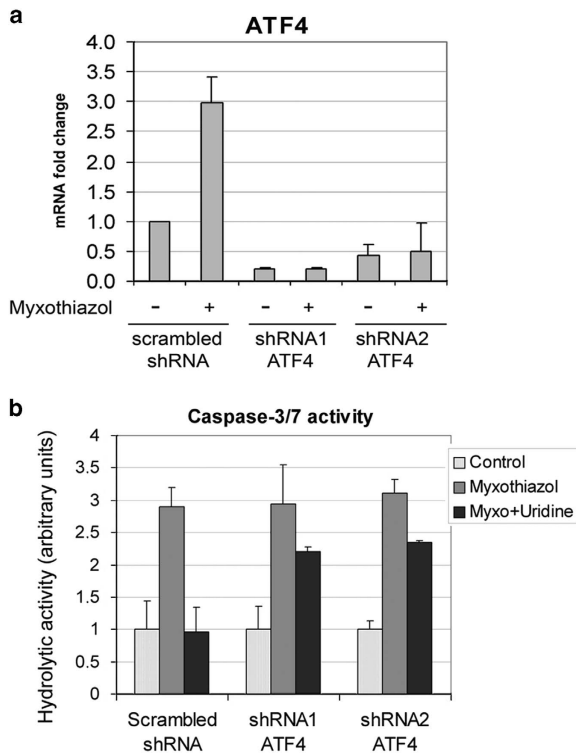 a
ATF4
mRNA fold change
4.0
3.5
3.0
2.5
2.0
1.5
1.0
0.5
0.0
Myxothiazol - + - + - +
scrambled shRNA1 shRNA2
shRNA ATF4 ATF4
b
Caspase-3/7 activity
Hydrolytic activity (arbitrary units)
4
3.5
3
2.5
2
1.5
1
0.5
0
Control
Myxothiazol
Myxo+Uridine
Scrambled shRNA1 shRNA2
shRNA ATF4 ATF4